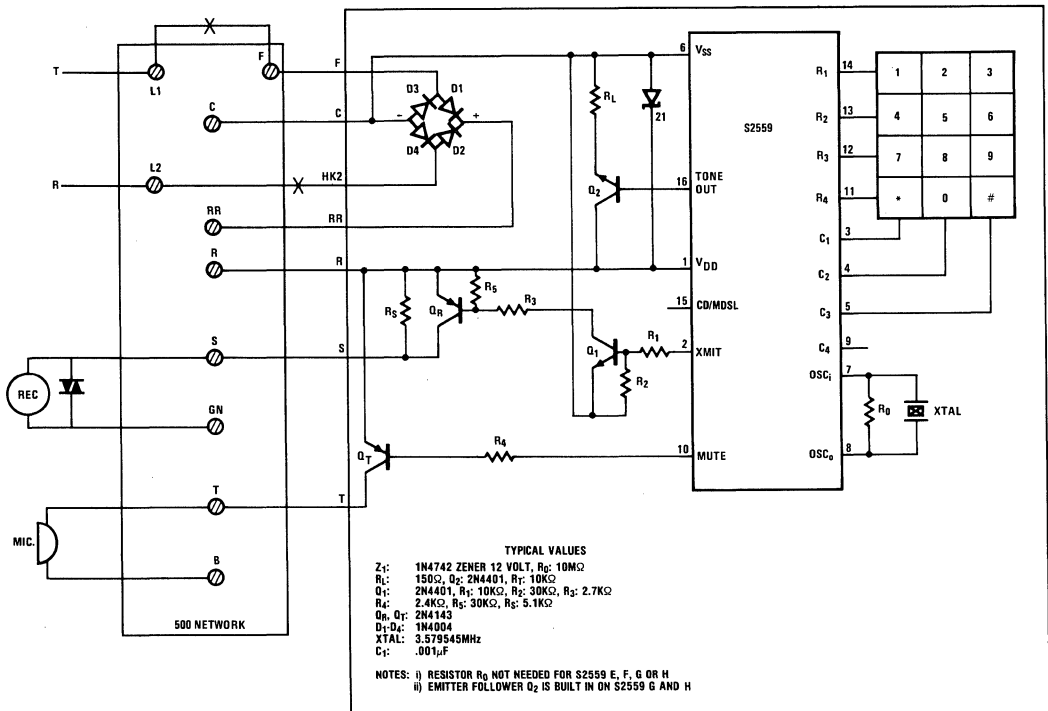 F
T
L1
C
L2
R
RR
R
S
REC
GN
T
MIC.
B
500 NETWORK
F
D3
D1
C
-
+
D4
D2
HK2
RR
R
RS
QR
R5
R3
S
Q1
R1
R2
QT
R4
T
RL
21
Q2
6
VSS
S2559
16
TONE
OUT
1
VDD
15
CD/MDSL
2
XMIT
10
MUTE
R1
14
R2
13
R3
12
R4
11
C1
3
C2
4
C3
5
C4
9
OSCi
7
OSCo
8
1
2
3
4
5
6
7
8
9
*
0
#
R0
XTAL
TYPICAL VALUES
Z1: 1N4742 ZENER 12 VOLT, R0: 10MΩ
RL: 150Ω, Q2: 2N4401, RT: 10KΩ
Q1: 2N4401, R1: 10KΩ, R2: 30KΩ, R3: 2.7KΩ
R4: 2.4KΩ, R5: 30KΩ, RS: 5.1KΩ
QR, QT: 2N4143
D1-D4: 1N4004
XTAL: 3.579545MHz
C1: .001μF
NOTES: i) RESISTOR R0 NOT NEEDED FOR S2559 E, F, G OR H
ii) EMITTER FOLLOWER Q2 IS BUILT IN ON S2559 G AND H